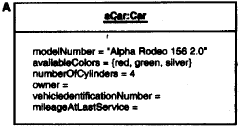 A
aCar:Car
modelNumber = "Alpha Rodeo 156 2.0"
availableColors = {red, green, silver}
numberOfCylinders = 4
owner =
vehicleIdentificationNumber =
mileageAtLastService =